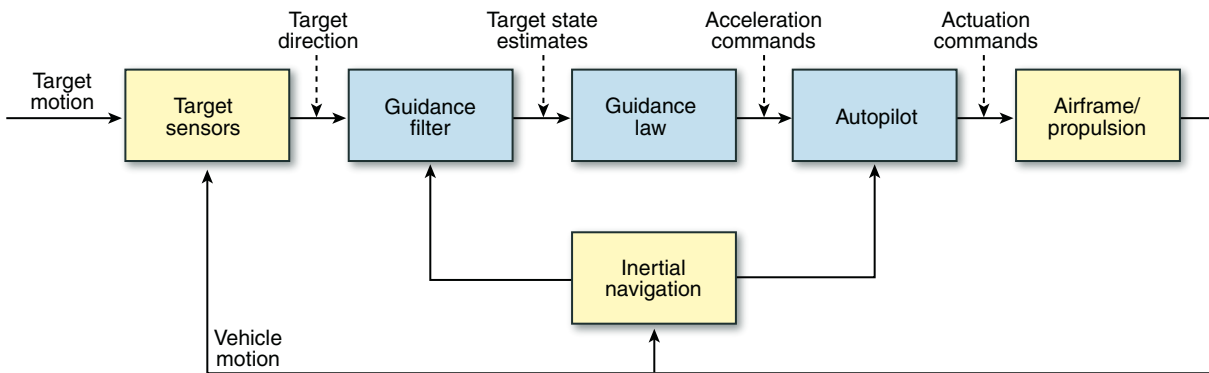 Target
direction
Target state
estimates
Acceleration
commands
Actuation
commands
Target
motion
Target
sensors
Guidance
filter
Guidance
law
Autopilot
Airframe/
propulsion
Inertial
navigation
Vehicle
motion